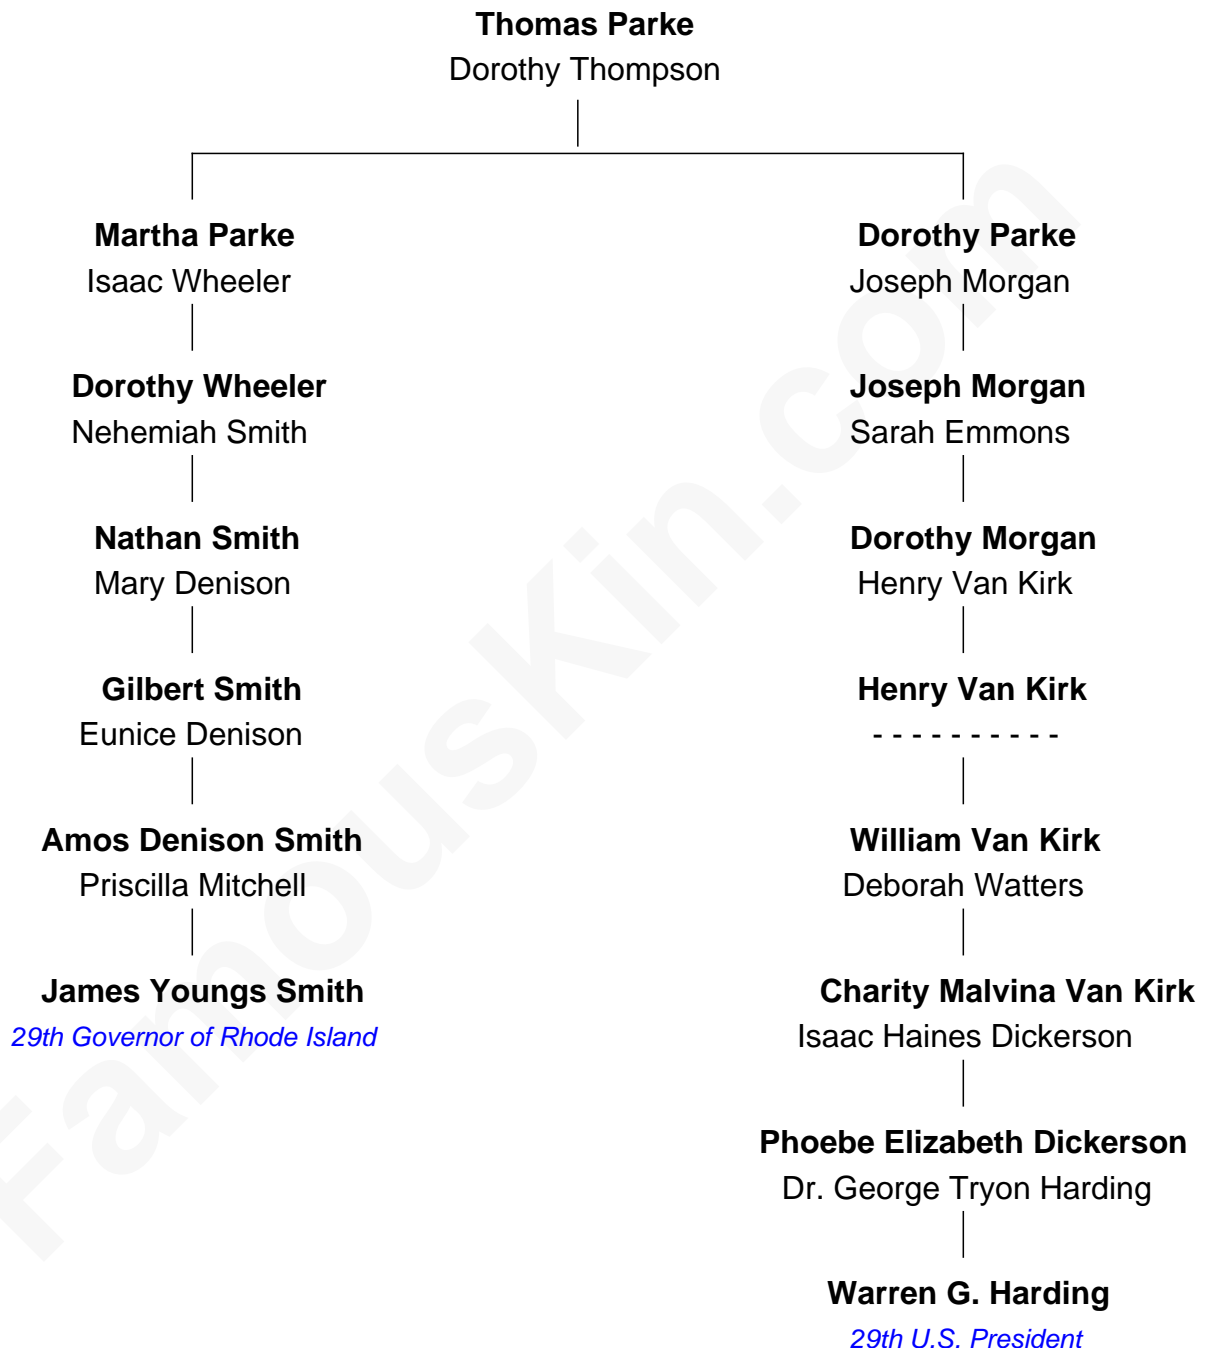 Thomas Parke
Dorothy Thompson
Martha Parke
Isaac Wheeler
Dorothy Wheeler
Nehemiah Smith
Nathan Smith
Mary Denison
Gilbert Smith
Eunice Denison
Amos Denison Smith
Priscilla Mitchell
James Youngs Smith
29th Governor of Rhode Island
Dorothy Parke
Joseph Morgan
Joseph Morgan
Sarah Emmons
Dorothy Morgan
Henry Van Kirk
Henry Van Kirk
- - - - - - - - - -
William Van Kirk
Deborah Watters
Charity Malvina Van Kirk
Isaac Haines Dickerson
Phoebe Elizabeth Dickerson
Dr. George Tryon Harding
Warren G. Harding
29th U.S. President
FamousKin.com